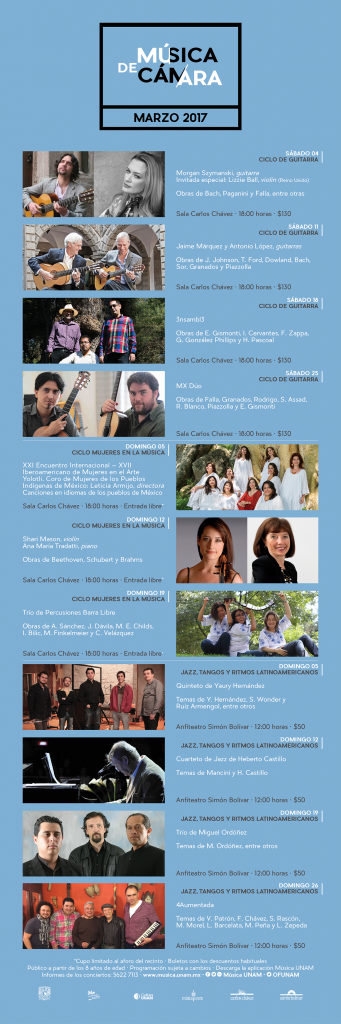 MÚSICA
DE
CÁMARA
MARZO 2017
SÁBADO 04
CICLO DE GUITARRA
Morgan Szymanski, guitarra
Invitada especial: Lizzie Ball, violín (Reino Unido)
Obras de Bach, Paganini y Falla, entre otras
Sala Carlos Chávez · 18:00 horas · $130
SÁBADO 11
CICLO DE GUITARRA
Jaime Márquez y Antonio López, guitarras
Obras de J. Johnson, T. Ford, Dowland, Bach,
Sor, Granados y Piazzolla
Sala Carlos Chávez · 18:00 horas · $130
SÁBADO 18
CICLO DE GUITARRA
3nsambl3
Obras de E. Gismonti, I. Cervantes, F. Zappa,
G. González Phillips y H. Pascoal
Sala Carlos Chávez · 18:00 horas · $130
SÁBADO 25
CICLO DE GUITARRA
MX Dúo
Obras de Falla, Granados, Rodrigo, S. Assad,
R. Blanco, Piazzolla y E. Gismonti
Sala Carlos Chávez · 18:00 horas · $130
DOMINGO 05
CICLO MUJERES EN LA MÚSICA
XXI Encuentro Internacional – XVII
Iberoamericano de Mujeres en el Arte
Yolotli, Coro de Mujeres de los Pueblos
Indígenas de México; Leticia Armijo, directora
Canciones en idiomas de los pueblos de México
Sala Carlos Chávez · 18:00 horas · Entrada libre*
DOMINGO 12
CICLO MUJERES EN LA MÚSICA
Shari Mason, violín
Ana María Tradatti, piano
Obras de Beethoven, Schubert y Brahms
Sala Carlos Chávez · 18:00 horas · Entrada libre*
DOMINGO 19
CICLO MUJERES EN LA MÚSICA
Trío de Percusiones Barra Libre
Obras de A. Sánchez, J. Dávila, M. E. Childs,
I. Bilic, M. Finkelmeier y C. Velázquez
Sala Carlos Chávez · 18:00 horas · Entrada libre*
DOMINGO 05
JAZZ, TANGOS Y RITMOS LATINOAMERICANOS
Quinteto de Yaury Hernández
Temas de Y. Hernández, S. Wonder y
Ruiz Armengol, entre otros
Anfiteatro Simón Bolívar · 12:00 horas · $50
DOMINGO 12
JAZZ, TANGOS Y RITMOS LATINOAMERICANOS
Cuarteto de Jazz de Heberto Castillo
Temas de Mancini y H. Castillo
Anfiteatro Simón Bolívar · 12:00 horas · $50
DOMINGO 19
JAZZ, TANGOS Y RITMOS LATINOAMERICANOS
Trío de Miguel Ordóñez
Temas de M. Ordóñez, entre otros
Anfiteatro Simón Bolívar · 12:00 horas · $50
DOMINGO 26
JAZZ, TANGOS Y RITMOS LATINOAMERICANOS
4Aumentada
Temas de V. Patrón, F. Chávez, S. Rascón,
M. Morel, L. Barcelata, M. Peña y L. Zepeda
Anfiteatro Simón Bolívar · 12:00 horas · $50
*Cupo limitado al aforo del recinto · Boletos con los descuentos habituales
Público a partir de los 8 años de edad · Programación sujeta a cambios · Descarga la aplicación Música UNAM
Informes de los conciertos: 5622 7113 · www.musica.unam.mx · Música UNAM · OFUNAM